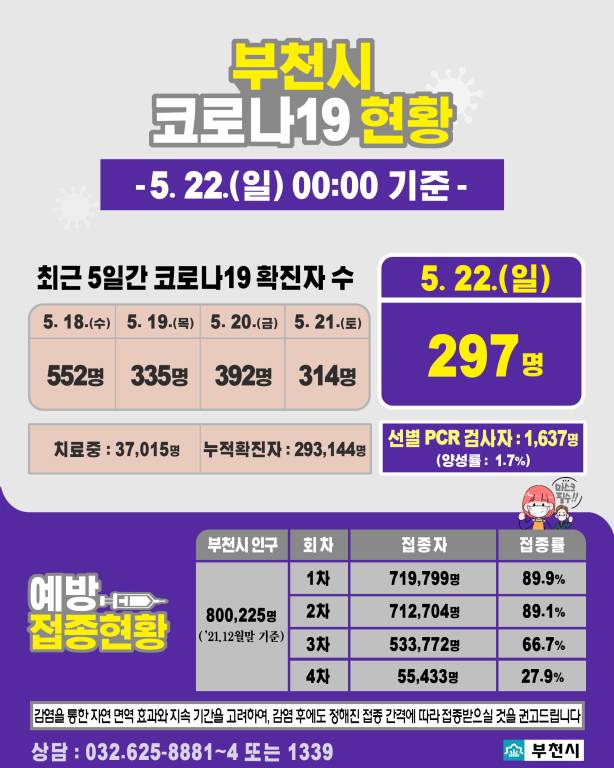 부천시
코로나19 현황
- 5. 22.(일) 00:00 기준 -
최근 5일간 코로나19 확진자 수
5. 18.(수) 5. 19.(목) 5. 20.(금) 5. 21.(토)
552명 335명 392명 314명
5. 22.(일)
297명
치료중 : 37,015명 누적확진자 : 293,144명
선별 PCR 검사자 : 1,637명
(양성률 : 1.7%)
마스크
필수!!
예방
접종현황
부천시 인구 회차 접종자 접종률
800,225명
('21.12월말 기준)
1차 719,799명 89.9%
2차 712,704명 89.1%
3차 533,772명 66.7%
4차 55,433명 27.9%
감염을 통한 자연 면역 효과와 지속 기간을 고려하여, 감염 후에도 정해진 접종 간격에 따라 접종받으실 것을 권고드립니다
상담 : 032.625-8881~4 또는 1339
부천시